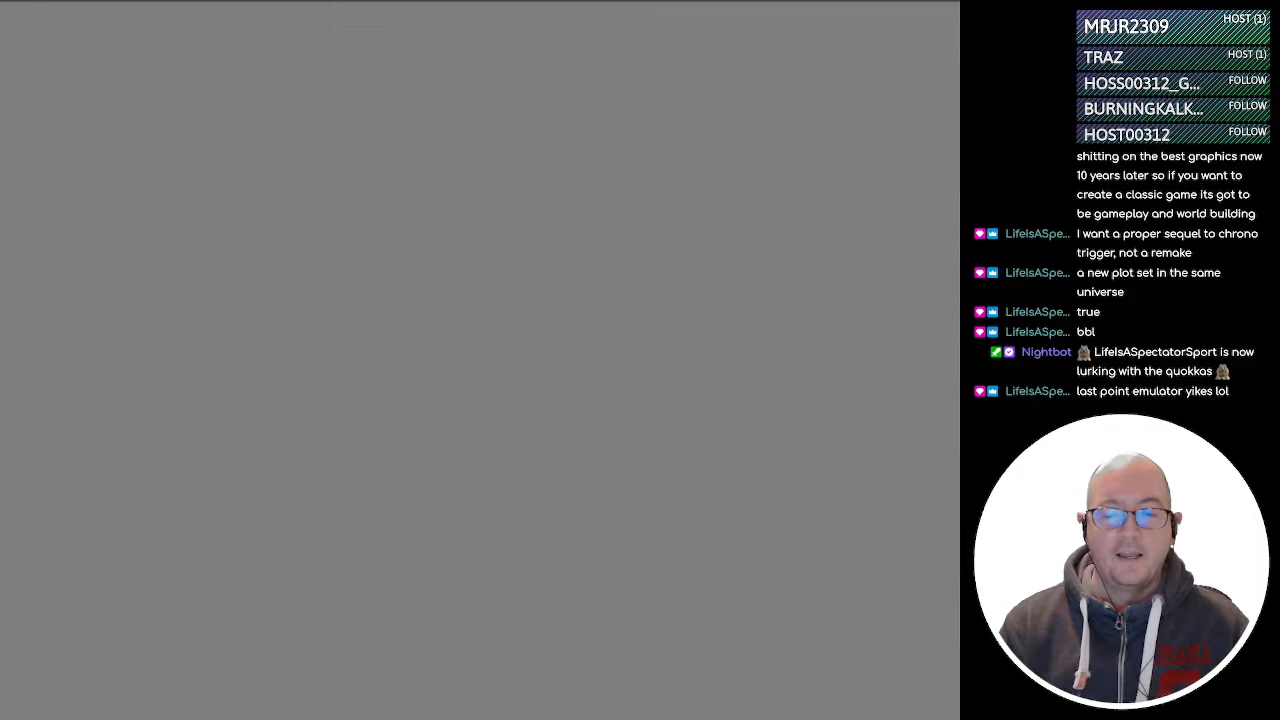 MRJR2309 HOST (1)
TRAZ HOST (1)
HOSS00312_G... FOLLOW
BURNINGKALK... FOLLOW
HOST00312 FOLLOW
shitting on the best graphics now
10 years later so if you want to
create a classic game its got to
be gameplay and world building
LifeIsASpe... I want a proper sequel to chrono
trigger, not a remake
LifeIsASpe... a new plot set in the same
universe
LifeIsASpe... true
LifeIsASpe... bbl
Nightbot LifeIsASpectatorSport is now
lurking with the quokkas
LifeIsASpe... last point emulator yikes lol